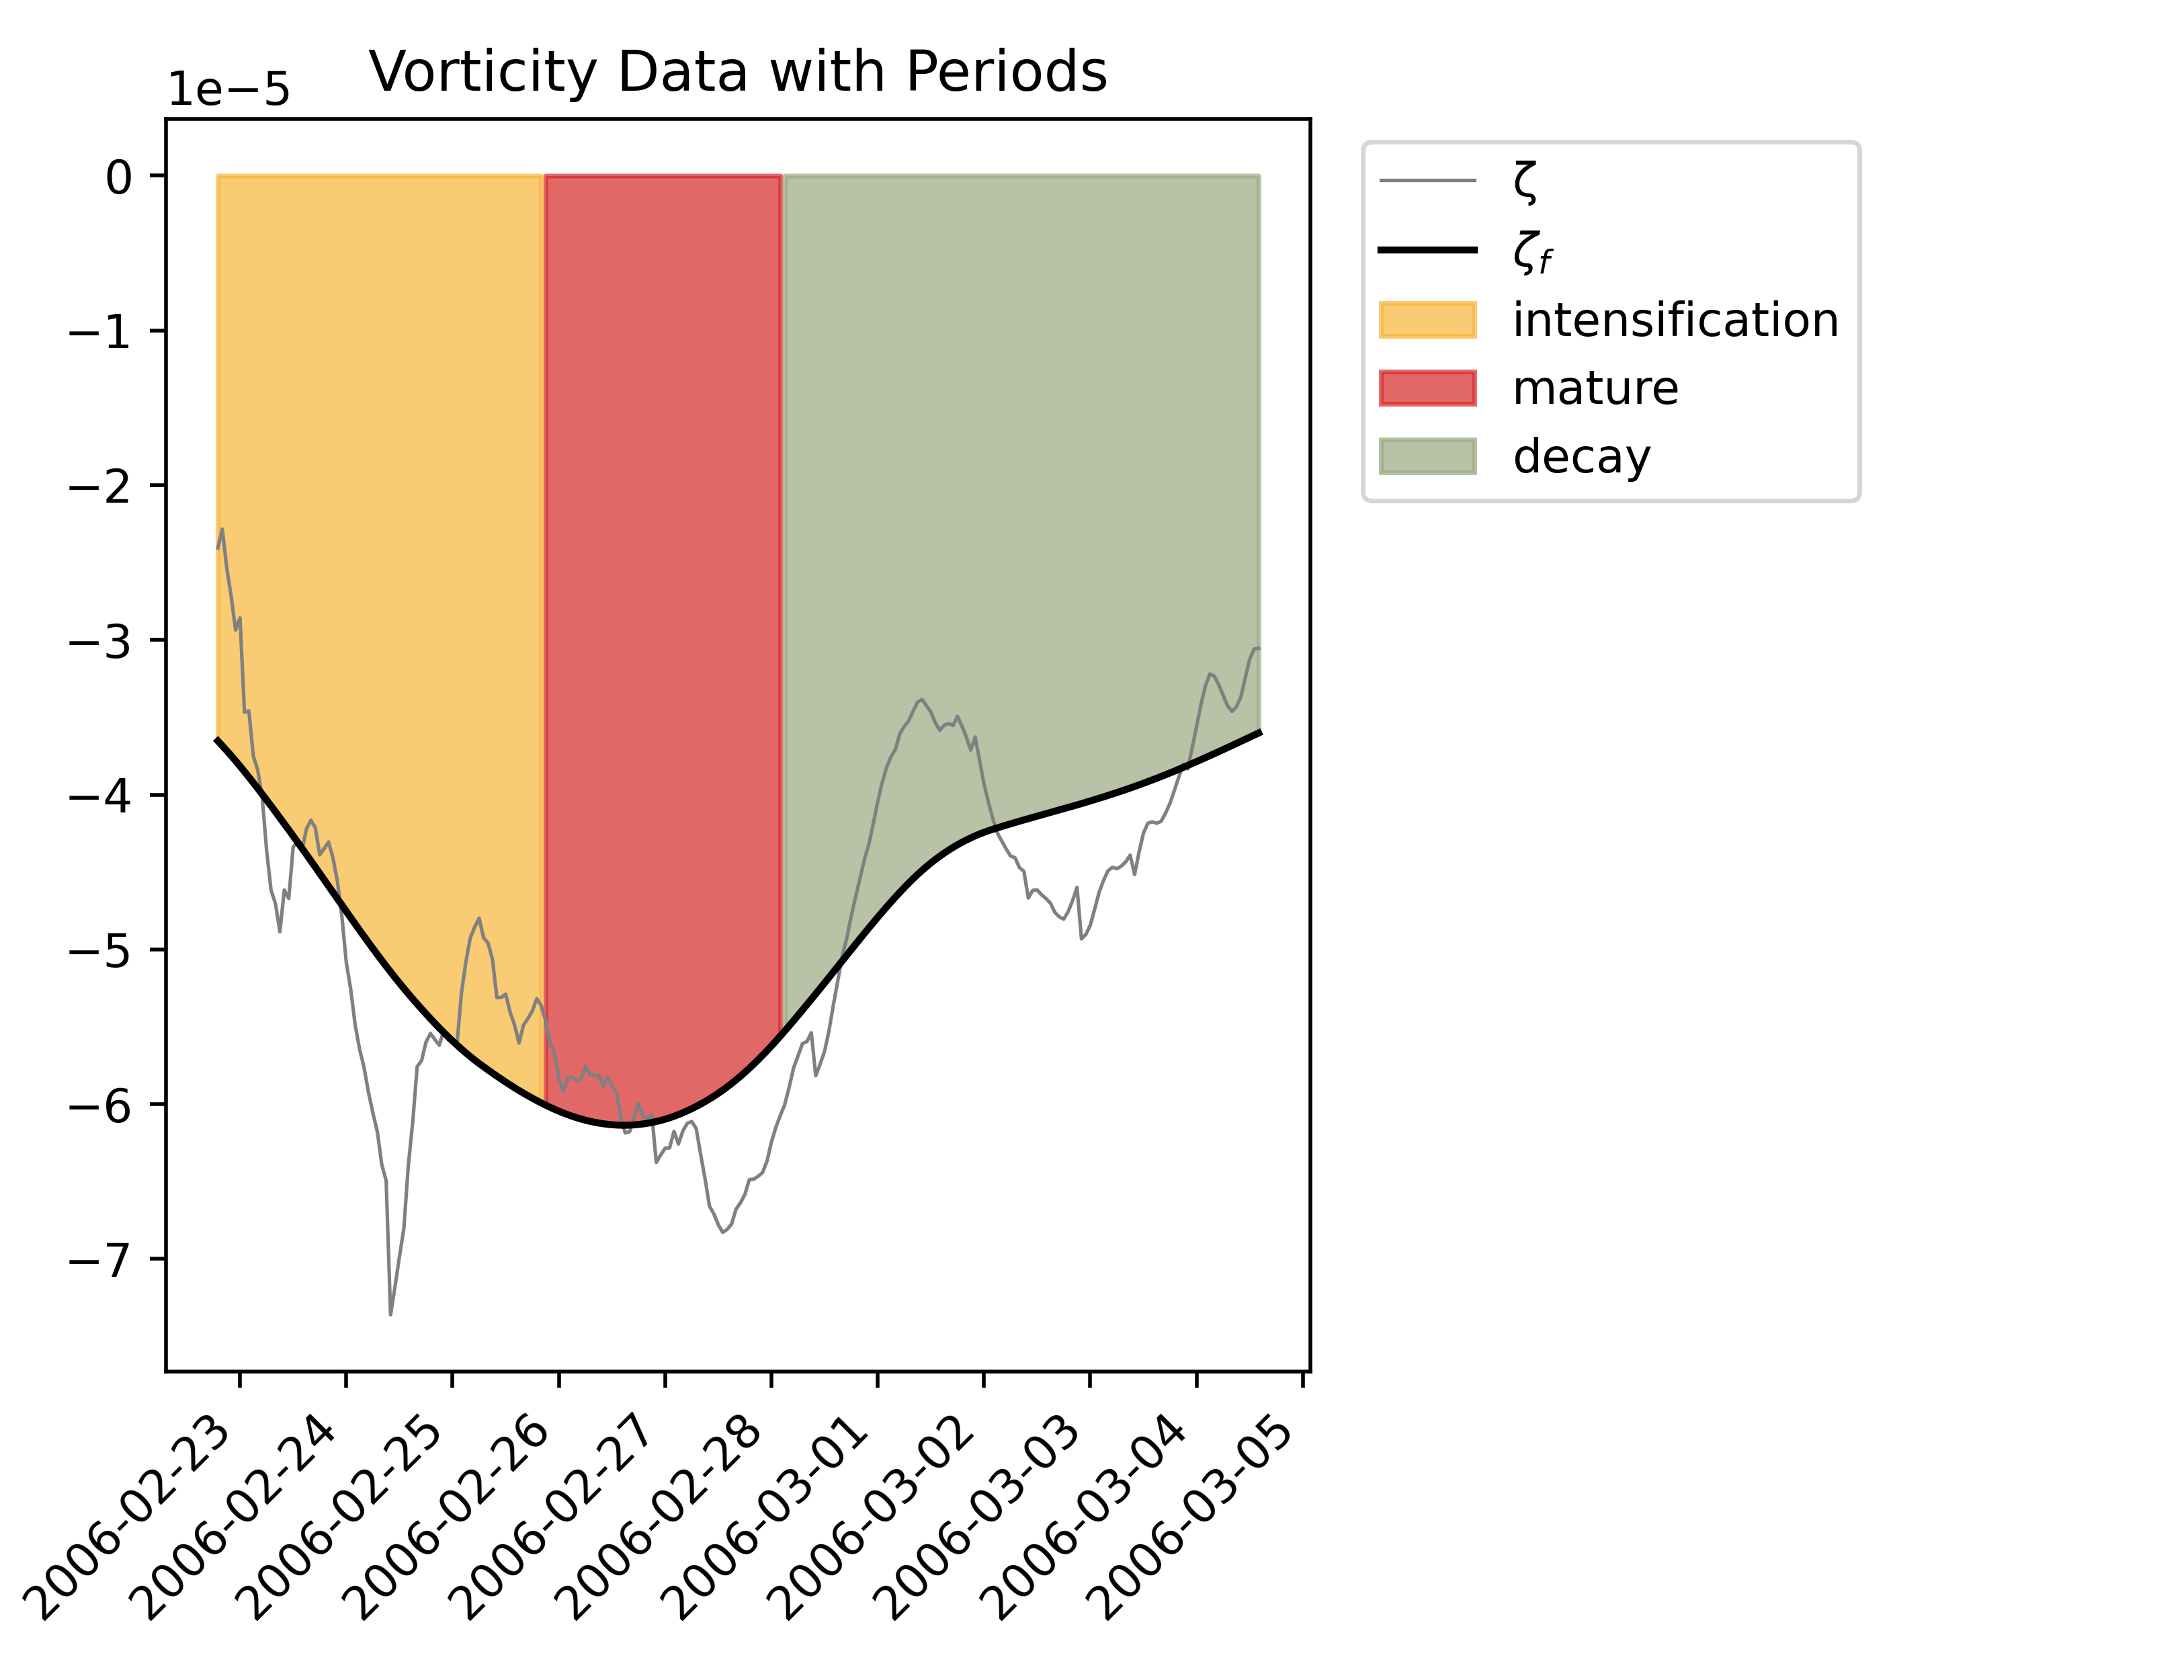 Vorticity Data with Periods
1e−5
0
−1
−2
−3
−4
−5
−6
−7
2006-02-23
2006-02-24
2006-02-25
2006-02-26
2006-02-27
2006-02-28
2006-03-01
2006-03-02
2006-03-03
2006-03-04
2006-03-05
ζ
ζf
intensification
mature
decay